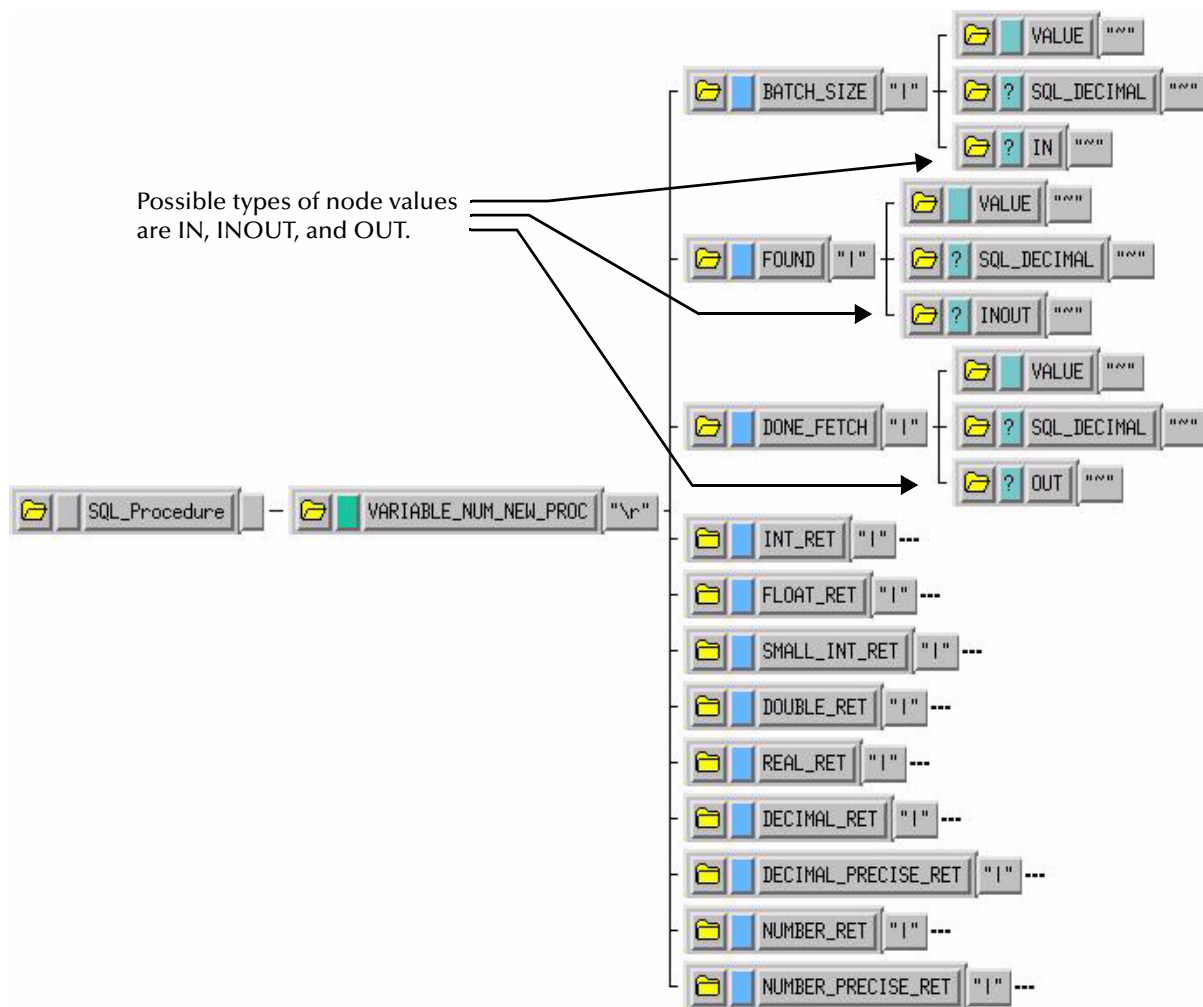 VALUE "~"
BATCH_SIZE "|" ? SQL_DECIMAL "~"
? IN "~"
Possible types of node values
are IN, INOUT, and OUT.
VALUE "~"
FOUND "|" ? SQL_DECIMAL "~"
? INOUT "~"
VALUE "~"
DONE_FETCH "|" ? SQL_DECIMAL "~"
? OUT "~"
SQL_Procedure VARIABLE_NUM_NEW_PROC "\r"
INT_RET "|"
FLOAT_RET "|"
SMALL_INT_RET "|"
DOUBLE_RET "|"
REAL_RET "|"
DECIMAL_RET "|"
DECIMAL_PRECISE_RET "|"
NUMBER_RET "|"
NUMBER_PRECISE_RET "|"